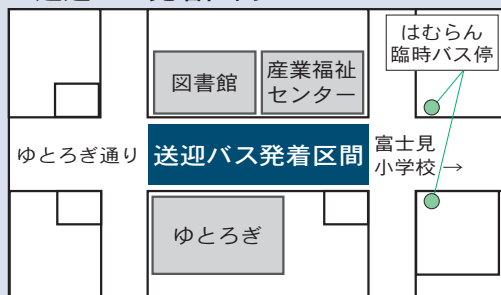 はむらん
臨時バス停
図書館
産業福祉
センター
ゆとろぎ通り
送迎バス発着区間
富士見
小学校 →
ゆとろぎ